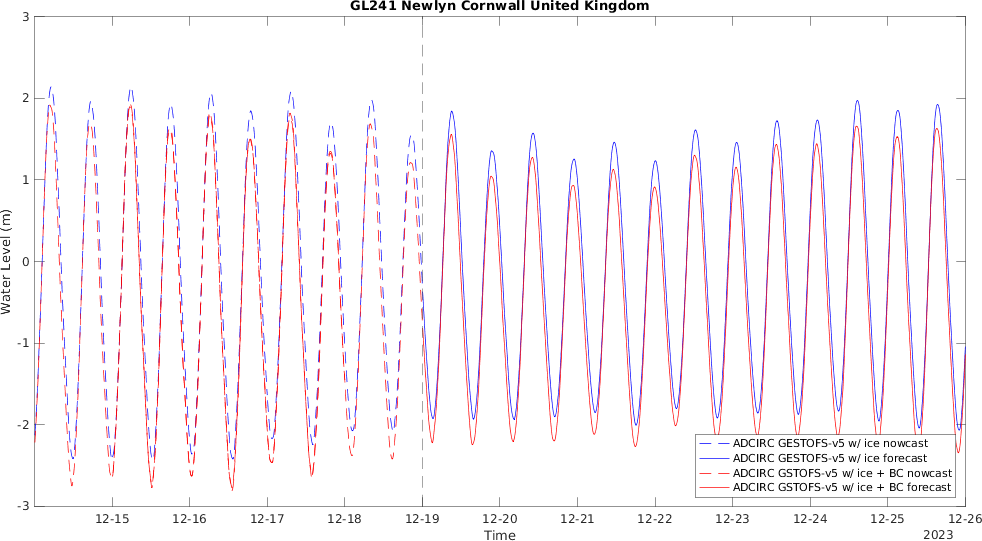 GL241 Newlyn Cornwall United Kingdom
3
2
1
0
-1
-2
-3
Water Level (m)
ADCIRC GESTOFS-v5 w/ ice nowcast
ADCIRC GESTOFS-v5 w/ ice forecast
ADCIRC GSTOFS-v5 w/ ice + BC nowcast
ADCIRC GSTOFS-v5 w/ ice + BC forecast
12-15 12-16 12-17 12-18 12-19 12-20 12-21 12-22 12-23 12-24 12-25 12-26
Time
2023